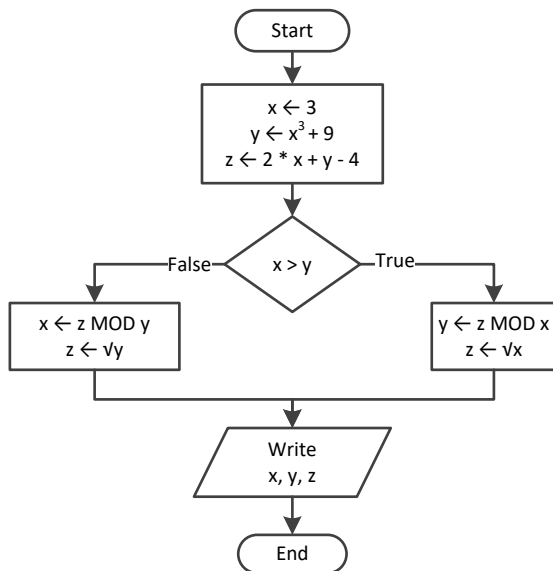 Start
x ← 3
y ← x³ + 9
z ← 2 * x + y - 4
False
x > y
True
x ← z MOD y
z ← √y
y ← z MOD x
z ← √x
Write
x, y, z
End